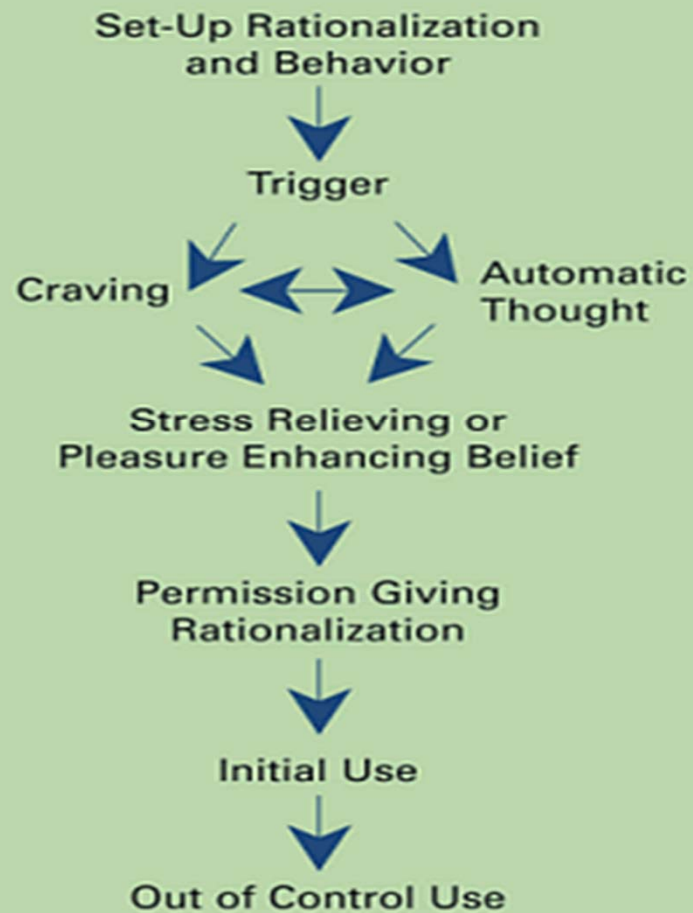 Set-Up Rationalization
and Behavior
Trigger
Craving
Automatic
Thought
Stress Relieving or
Pleasure Enhancing Belief
Permission Giving
Rationalization
Initial Use
Out of Control Use